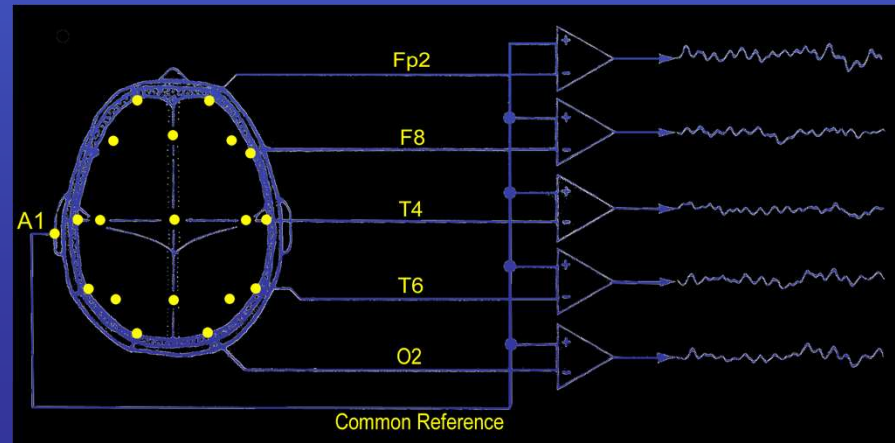 Fp2
F8
A1
T4
T6
O2
Common Reference
+
-
+
-
+
-
+
-
+
-